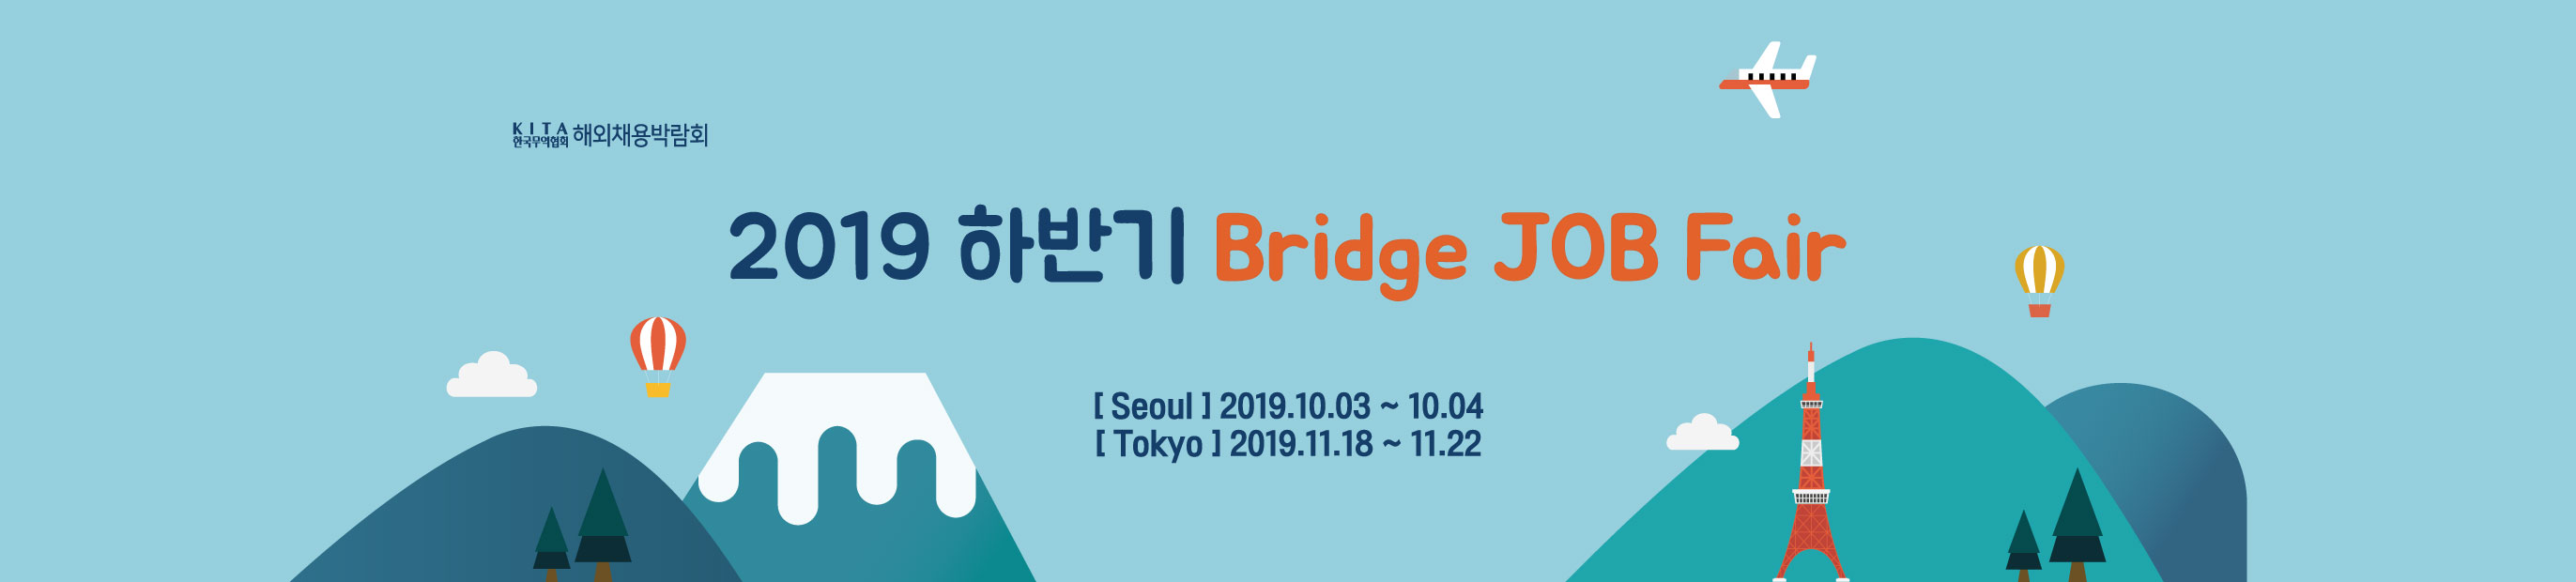 KITA
한국무역협회 해외채용박람회
2019 하반기 Bridge JOB Fair
[ Seoul ] 2019.10.03 ~ 10.04
[ Tokyo ] 2019.11.18 ~ 11.22